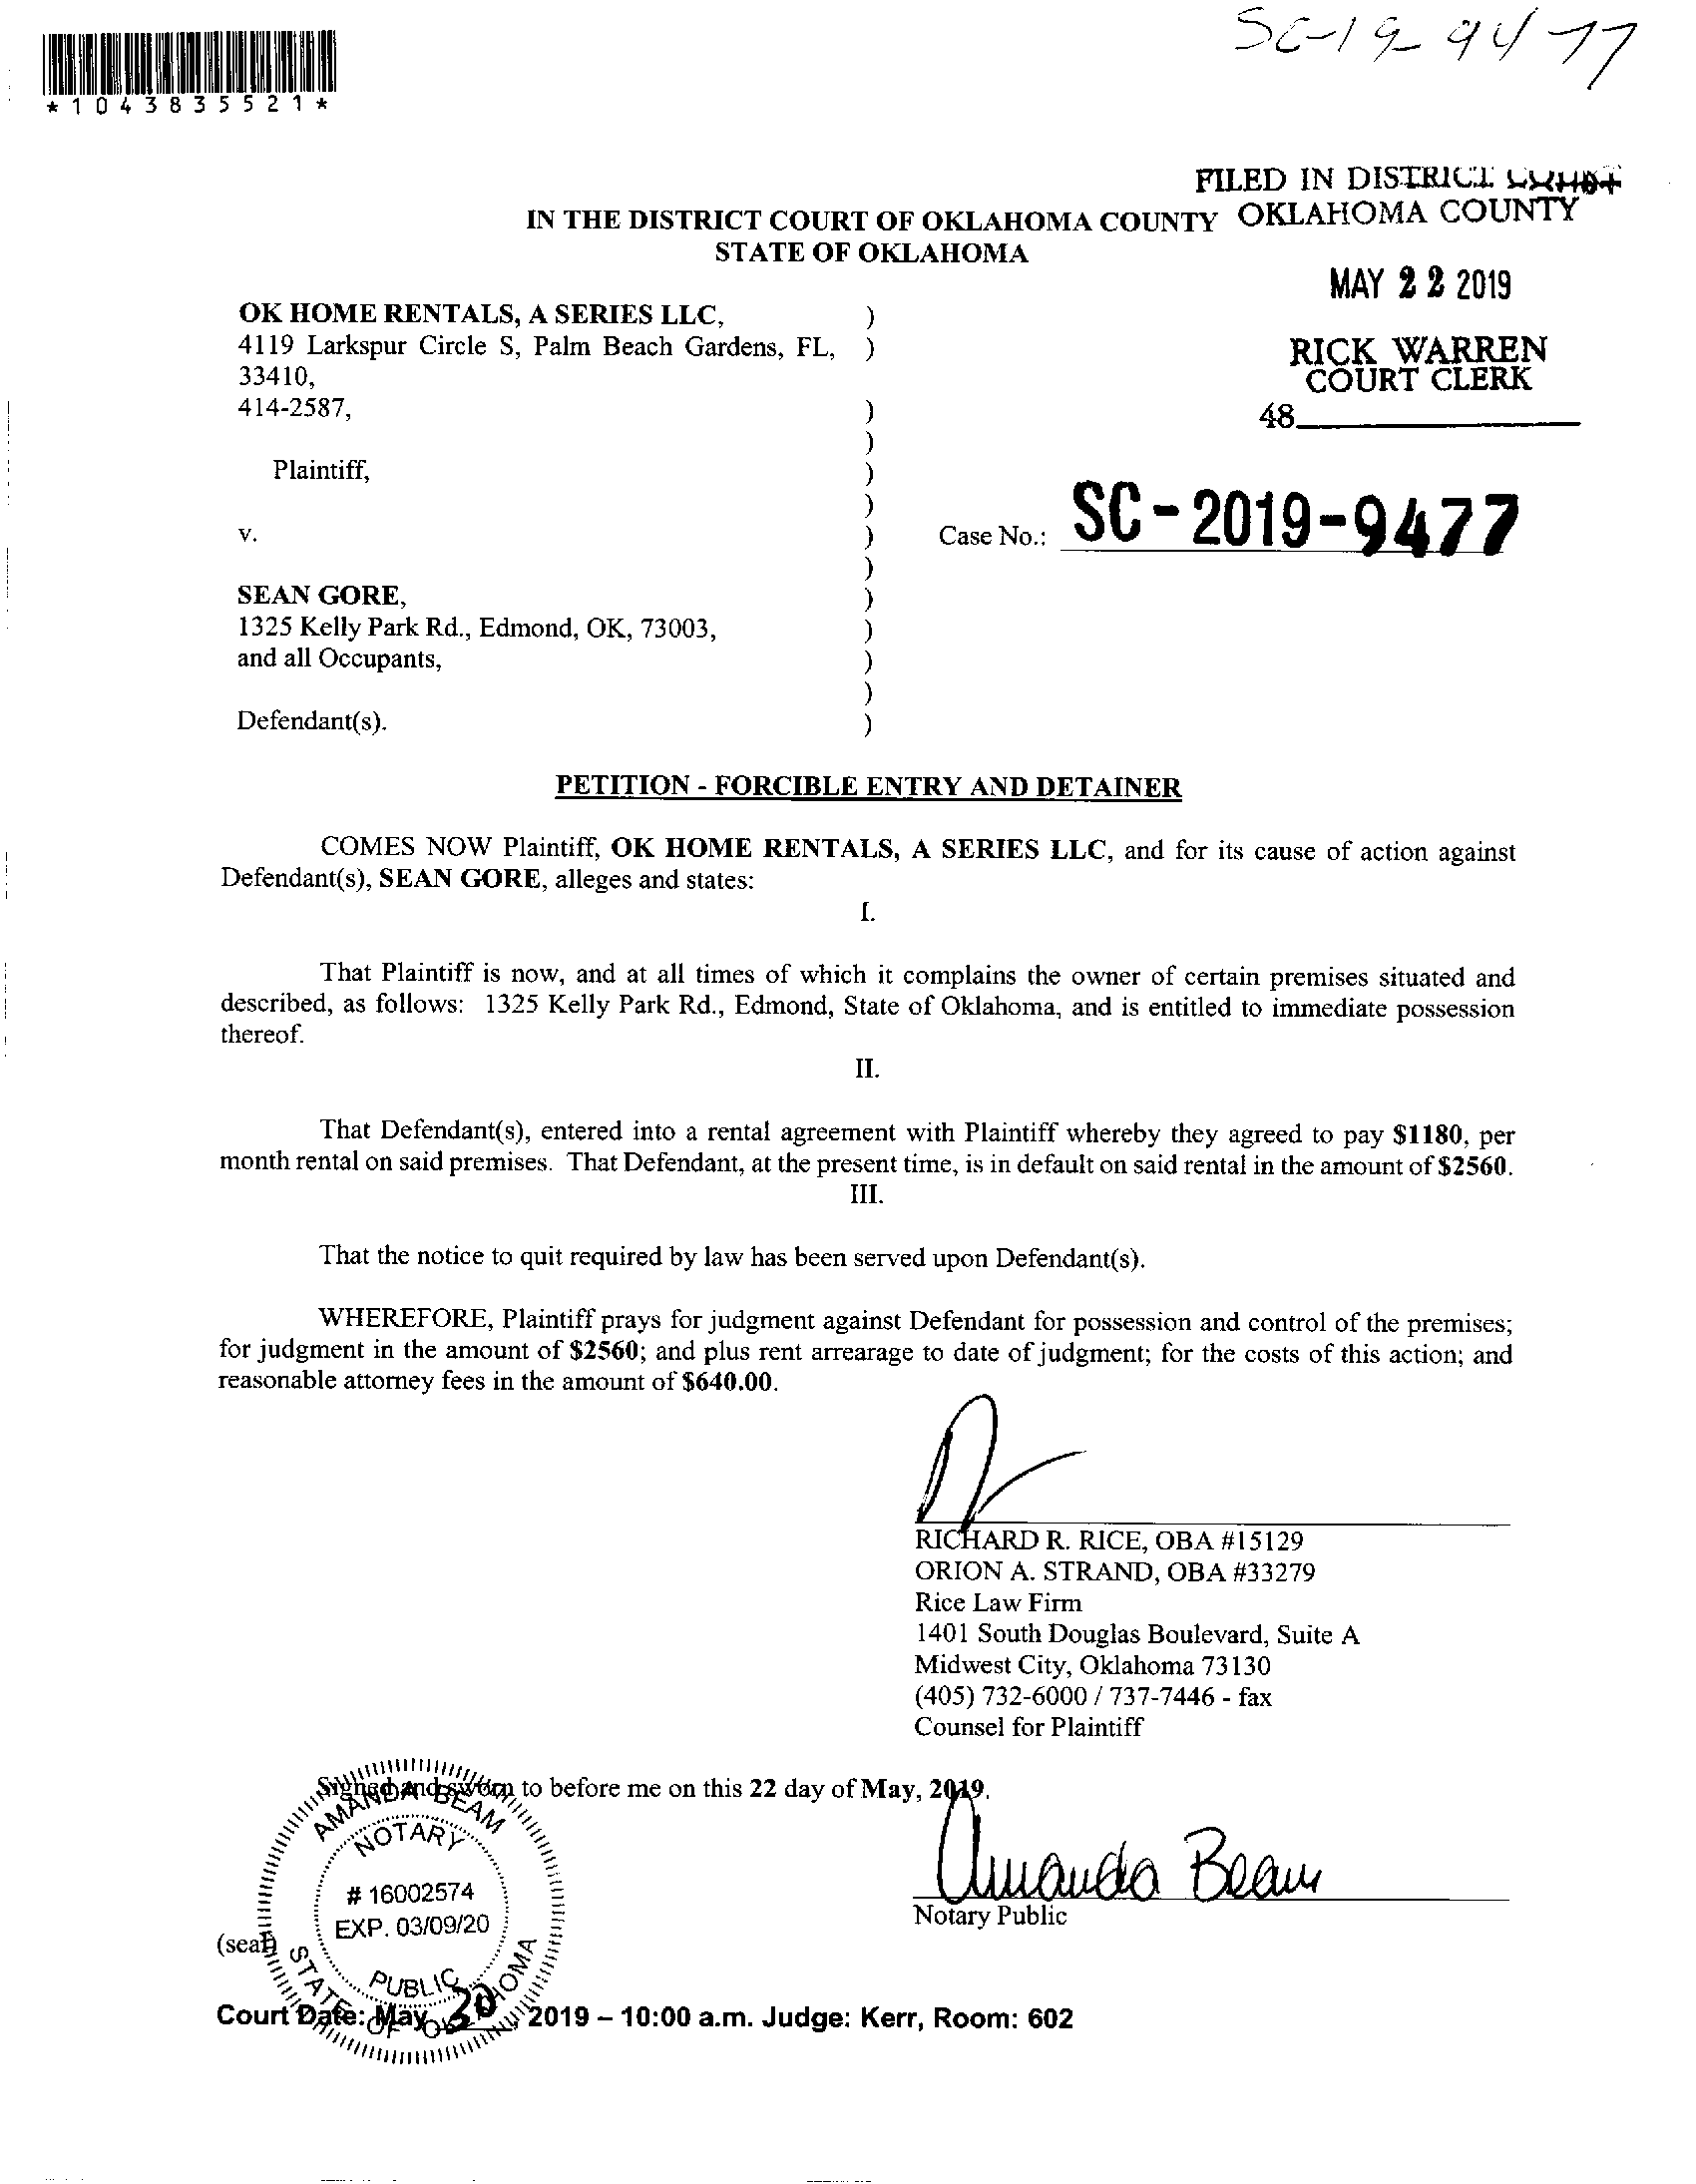 SC-19-9477
*1043835521*
FILED IN DISTRICT COURT
OKLAHOMA COUNTY
IN THE DISTRICT COURT OF OKLAHOMA COUNTY
STATE OF OKLAHOMA
MAY 22 2019
RICK WARREN
COURT CLERK
48
OK HOME RENTALS, A SERIES LLC, )
4119 Larkspur Circle S, Palm Beach Gardens, FL, )
33410,
414-2587, )
)
Plaintiff, )
)
v. ) Case No.: SC-2019-9477
)
SEAN GORE, )
1325 Kelly Park Rd., Edmond, OK, 73003, )
and all Occupants, )
)
Defendant(s). )
PETITION - FORCIBLE ENTRY AND DETAINER
COMES NOW Plaintiff, OK HOME RENTALS, A SERIES LLC, and for its cause of action against
Defendant(s), SEAN GORE, alleges and states:
I.
That Plaintiff is now, and at all times of which it complains the owner of certain premises situated and
described, as follows: 1325 Kelly Park Rd., Edmond, State of Oklahoma, and is entitled to immediate possession
thereof.
II.
That Defendant(s), entered into a rental agreement with Plaintiff whereby they agreed to pay $1180, per
month rental on said premises. That Defendant, at the present time, is in default on said rental in the amount of $2560.
III.
That the notice to quit required by law has been served upon Defendant(s).
WHEREFORE, Plaintiff prays for judgment against Defendant for possession and control of the premises;
for judgment in the amount of $2560; and plus rent arrearage to date of judgment; for the costs of this action; and
reasonable attorney fees in the amount of $640.00.
RICHARD R. RICE, OBA #15129
ORION A. STRAND, OBA #33279
Rice Law Firm
1401 South Douglas Boulevard, Suite A
Midwest City, Oklahoma 73130
(405) 732-6000 / 737-7446 - fax
Counsel for Plaintiff
Signed and sworn to before me on this 22 day of May, 2019.
Amanda Beam
Notary Public
AMANDA BEAM
NOTARY
# 16002574
EXP. 03/09/20
PUBLIC
STATE OF OKLAHOMA
(seal)
Court Date: May 30, 2019 – 10:00 a.m. Judge: Kerr, Room: 602